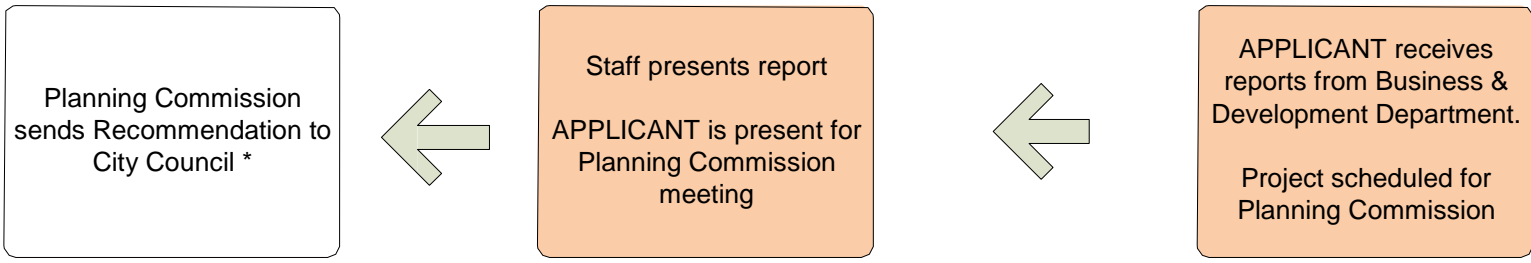 Planning Commission
sends Recommendation to
City Council *
Staff presents report
APPLICANT is present for
Planning Commission
meeting
APPLICANT receives
reports from Business &
Development Department.
Project scheduled for
Planning Commission